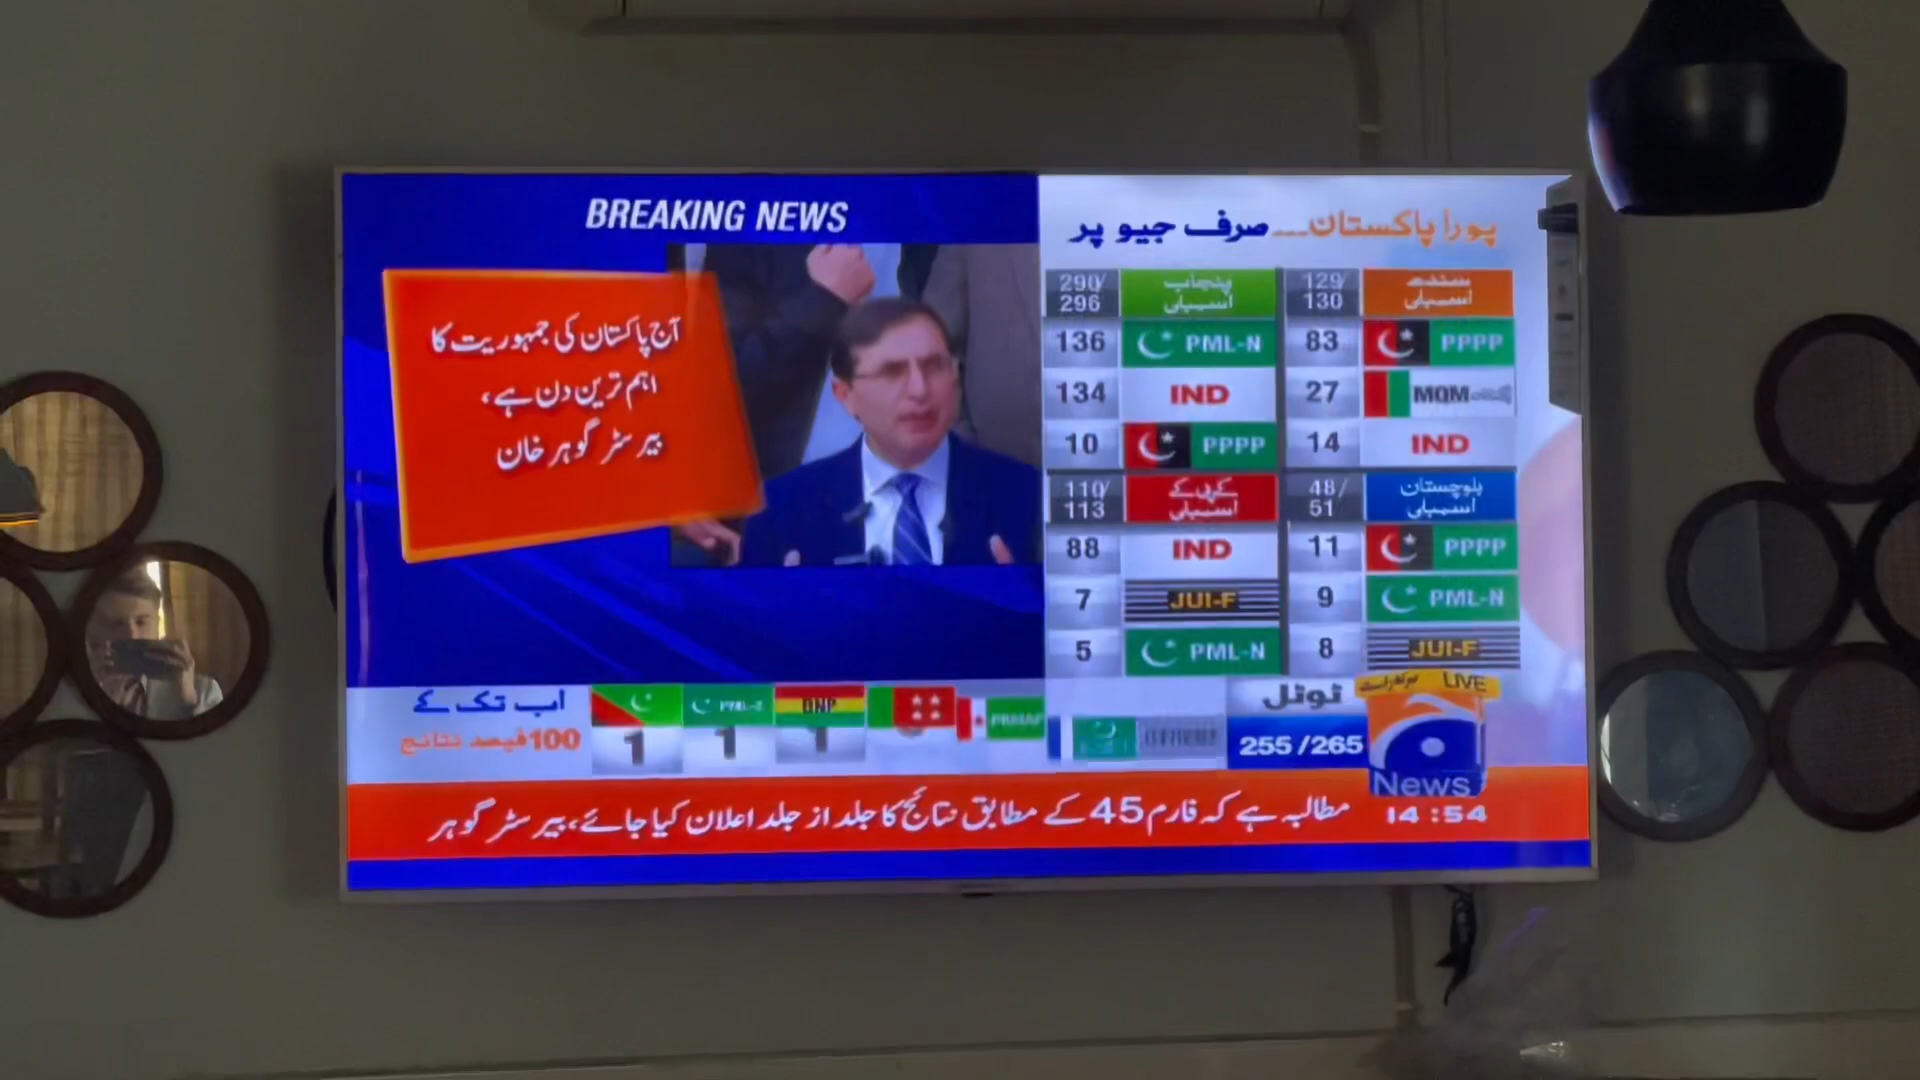 BREAKING NEWS
آج پاکستان کی جمہوریت کا
اہم ترین دن ہے،
بیرسٹر گوہر خان
پورا پاکستان...صرف جیو پر
290/
296
پنجاب
اسمبلی
136 PML-N
134 IND
10 PPPP
129/
130
سندھ
اسمبلی
83 PPPP
27 MQM
14 IND
110/
113
کے پی کے
اسمبلی
88 IND
7 JUI-F
5 PML-N
48/
51
بلوچستان
اسمبلی
11 PPPP
9 PML-N
8 JUI-F
اب تک کے
100 فیصد نتائج
1
1
BNP
1
ٹوٹل
255/265
براہ راست LIVE
News
14:54
مطالبہ ہے کہ فارم 45 کے مطابق نتائج کا جلد از جلد اعلان کیا جائے، بیرسٹر گوہر